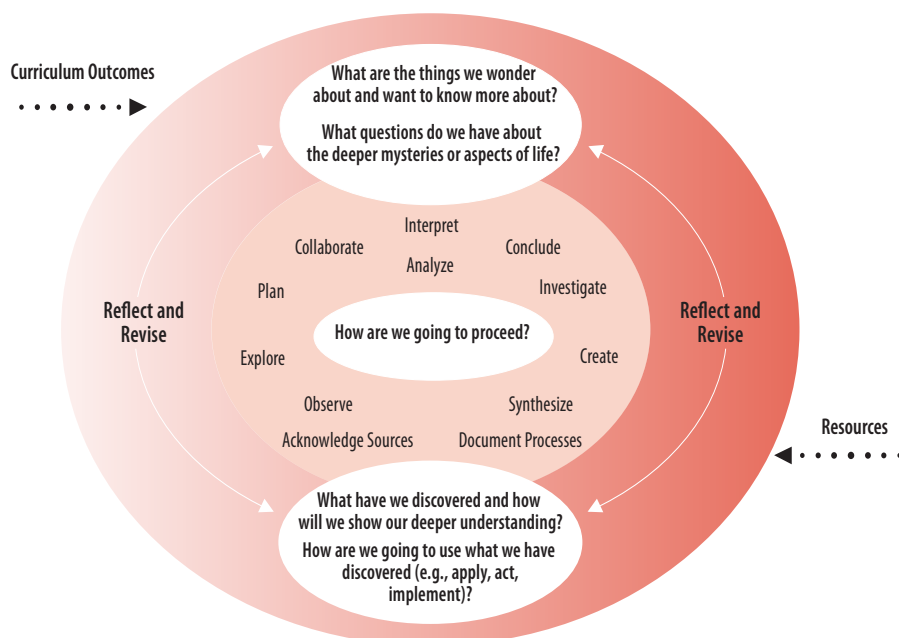 Curriculum Outcomes
What are the things we wonder
about and want to know more about?
What questions do we have about
the deeper mysteries or aspects of life?
Interpret
Collaborate
Conclude
Analyze
Plan
Investigate
Reflect and
Revise
How are we going to proceed?
Reflect and
Revise
Explore
Create
Observe
Synthesize
Acknowledge Sources
Document Processes
Resources
What have we discovered and how
will we show our deeper understanding?
How are we going to use what we have
discovered (e.g., apply, act,
implement)?